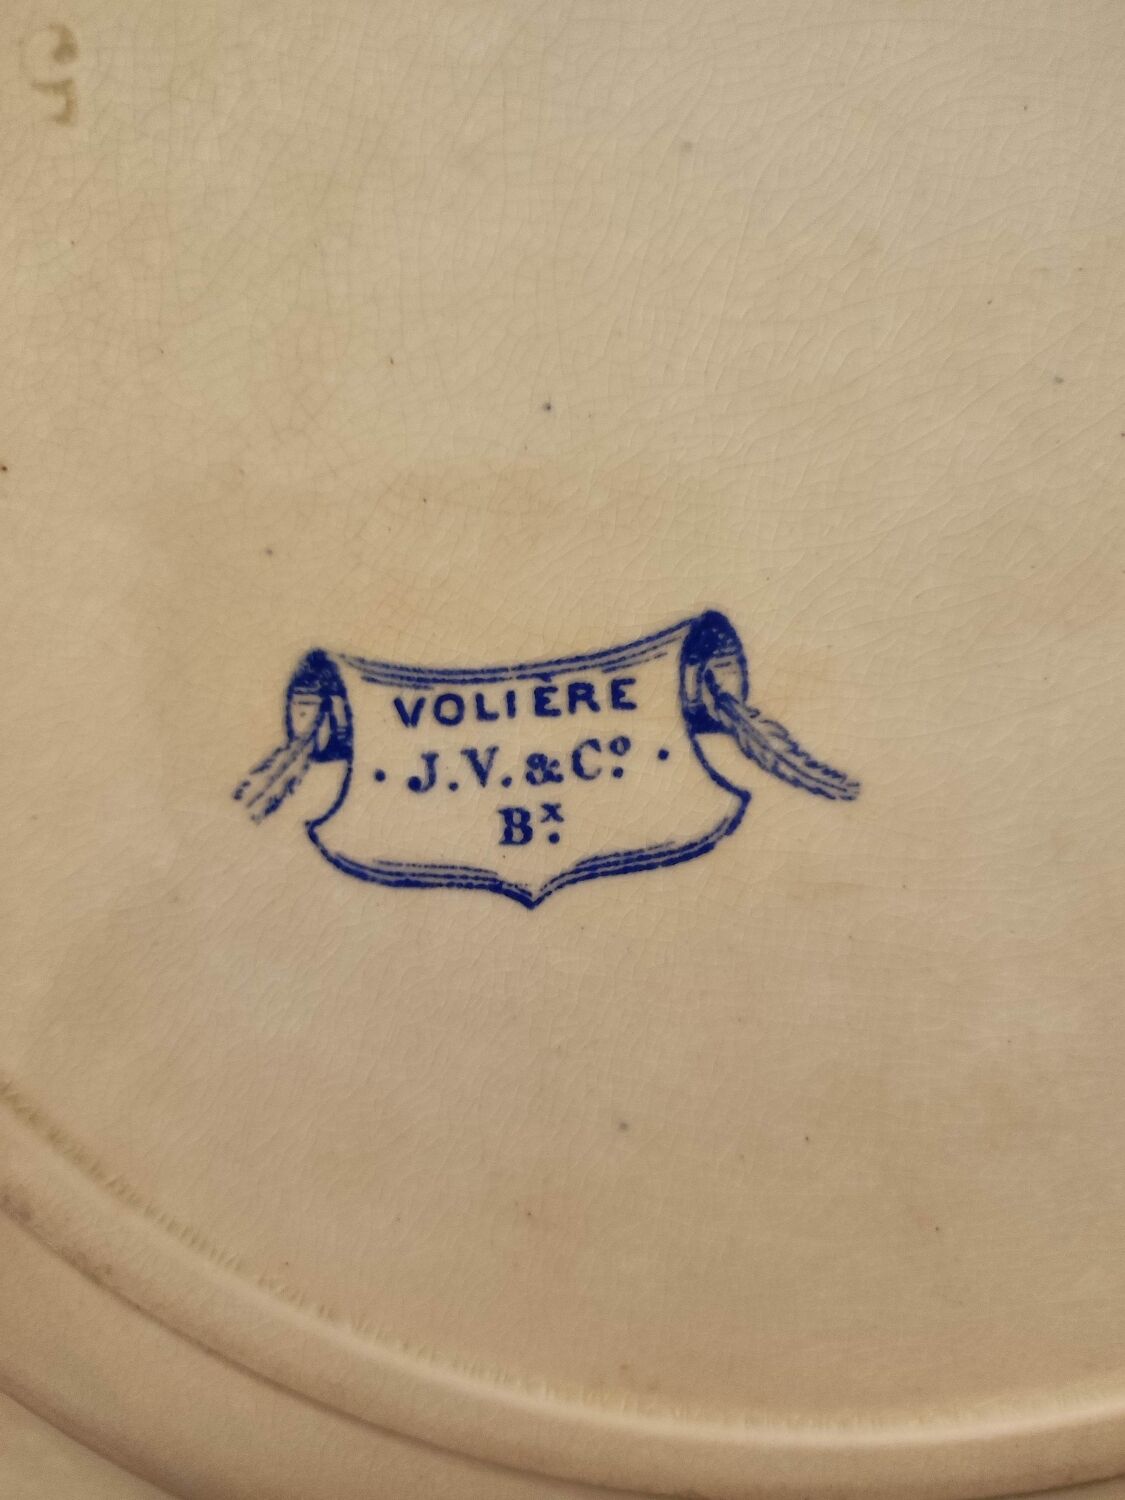 VOLIÈRE
· J.V. & Cº. ·
Bˣ.